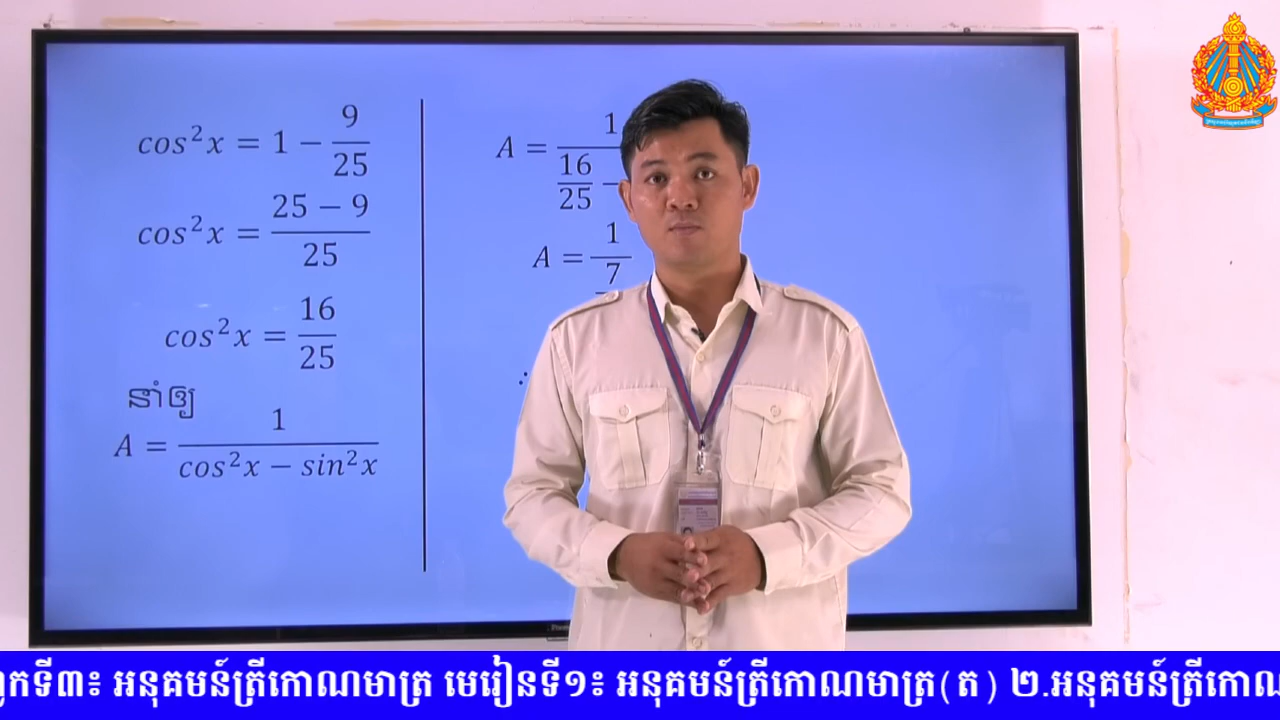 cos²x = 1 − 9/25
cos²x = (25 − 9)/25
cos²x = 16/25
នាំឲ្យ
A = 1/(cos²x − sin²x)
A = 1/(16/25 −
A = 1/7
∴
កទី៣៖ អនុគមន៍ត្រីកោណមាត្រ មេរៀនទី១៖ អនុគមន៍ត្រីកោណមាត្រ(ត) ២.អនុគមន៍ត្រីកោណ